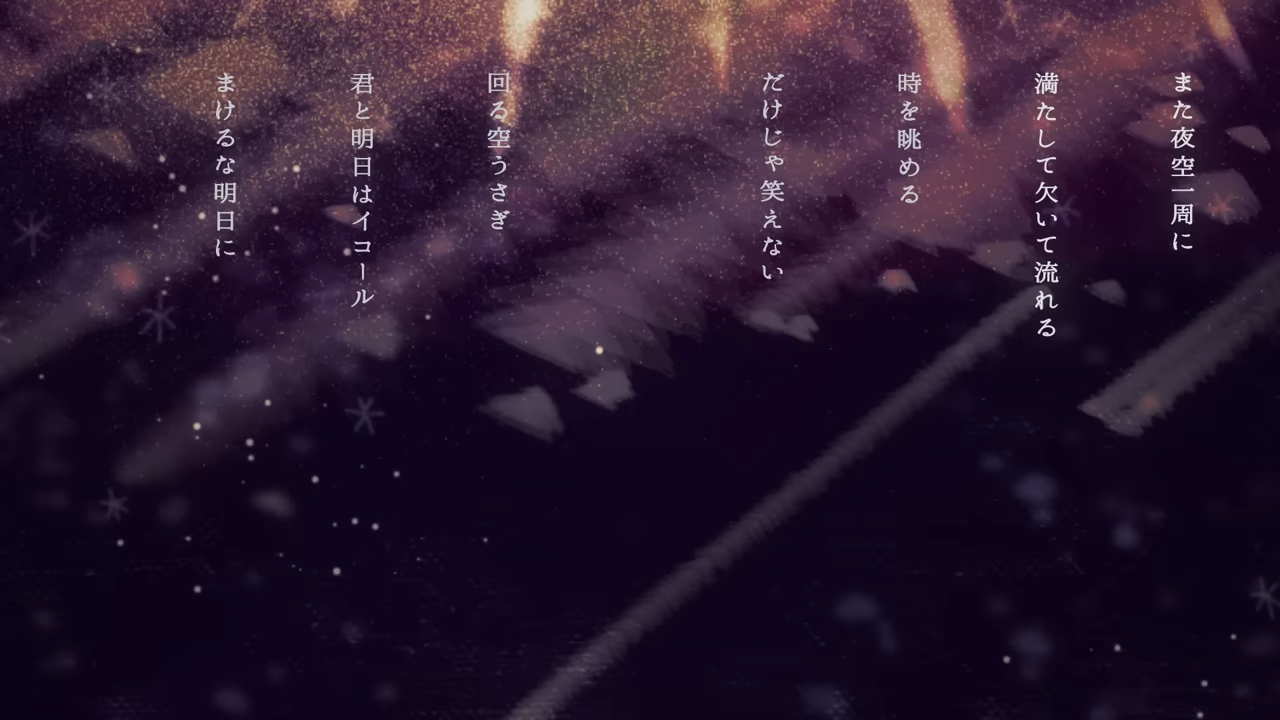 また夜空一周に
満たして欠いて流れる
時を眺める
だけじゃ笑えない
回る空うさぎ
君と明日はイコール
まけるな明日に